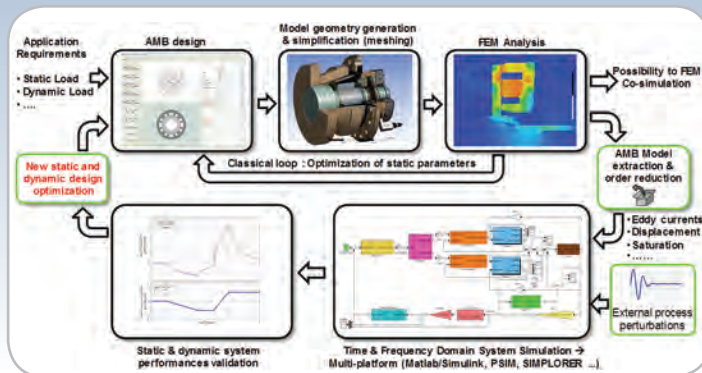 Application
Requirements
• Static Load
• Dynamic Load
• ....
AMB design
Model geometry generation
& simplification (meshing)
FEM Analysis
Possibility to FEM
Co-simulation
Classical loop : Optimization of static parameters
New static and
dynamic design
optimization
AMB Model
extraction &
order reduction
• Eddy currents
• Displacement
• Saturation
• ......
External process
perturbations
Static & dynamic system
performances validation
Time & Frequency Domain System Simulation →
Multi-platform (Matlab/Simulink, PSIM, SIMPLORER ...)